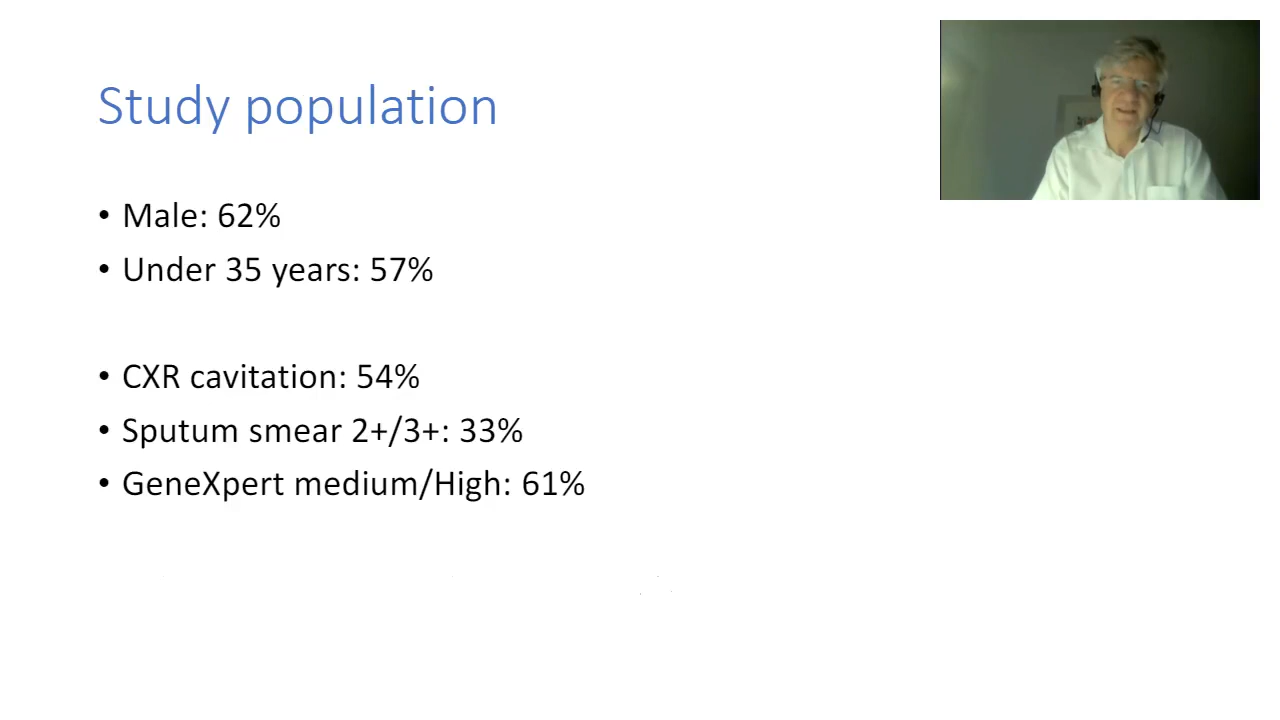 Study population
• Male: 62%
• Under 35 years: 57%
• CXR cavitation: 54%
• Sputum smear 2+/3+: 33%
• GeneXpert medium/High: 61%